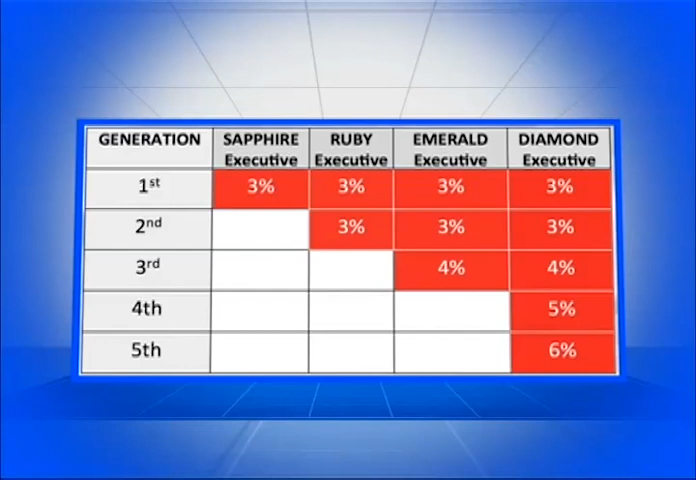 GENERATION SAPPHIRE Executive RUBY Executive EMERALD Executive DIAMOND Executive
1st 3% 3% 3% 3%
2nd 3% 3% 3%
3rd 4% 4%
4th 5%
5th 6%